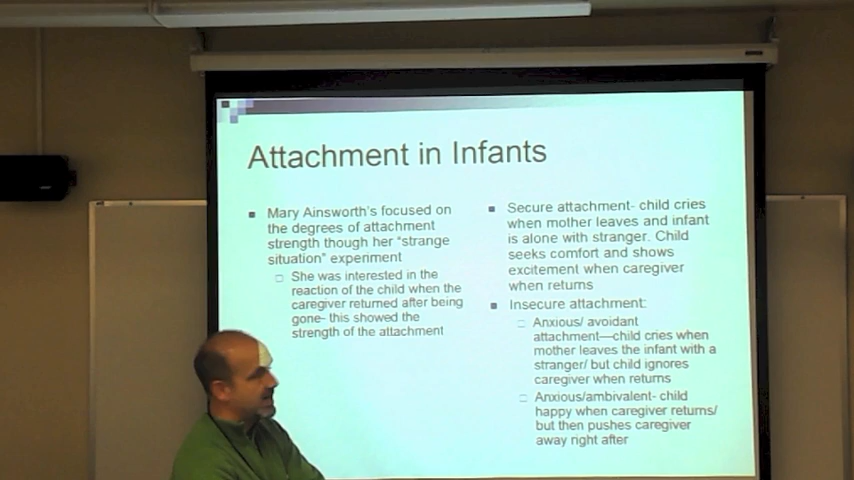 Attachment in Infants
Mary Ainsworth's focused on
the degrees of attachment
strength though her "strange
situation" experiment
She was interested in the
reaction of the child when the
caregiver returned after being
gone- this showed the
strength of the attachment
Secure attachment- child cries
when mother leaves and infant
is alone with stranger. Child
seeks comfort and shows
excitement when caregiver
when returns
Insecure attachment:
Anxious/ avoidant
attachment—child cries when
mother leaves the infant with a
stranger/ but child ignores
caregiver when returns
Anxious/ambivalent- child
happy when caregiver returns/
but then pushes caregiver
away right after